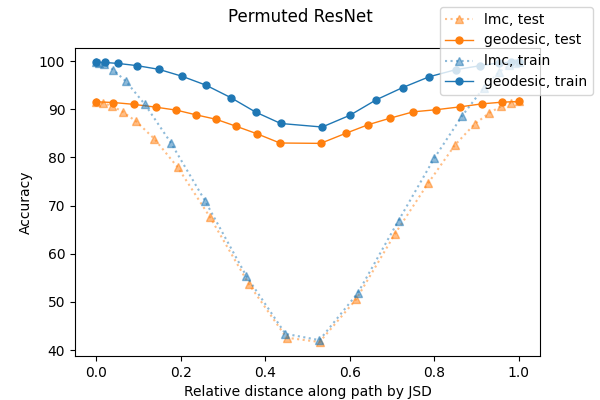 Permuted ResNet
lmc, test
geodesic, test
lmc, train
geodesic, train
100
90
80
70
60
50
40
Accuracy
0.0 0.2 0.4 0.6 0.8 1.0
Relative distance along path by JSD